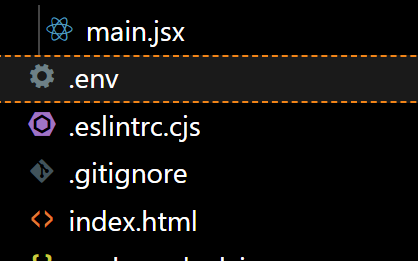 main.jsx
.env
.eslintrc.cjs
.gitignore
index.html